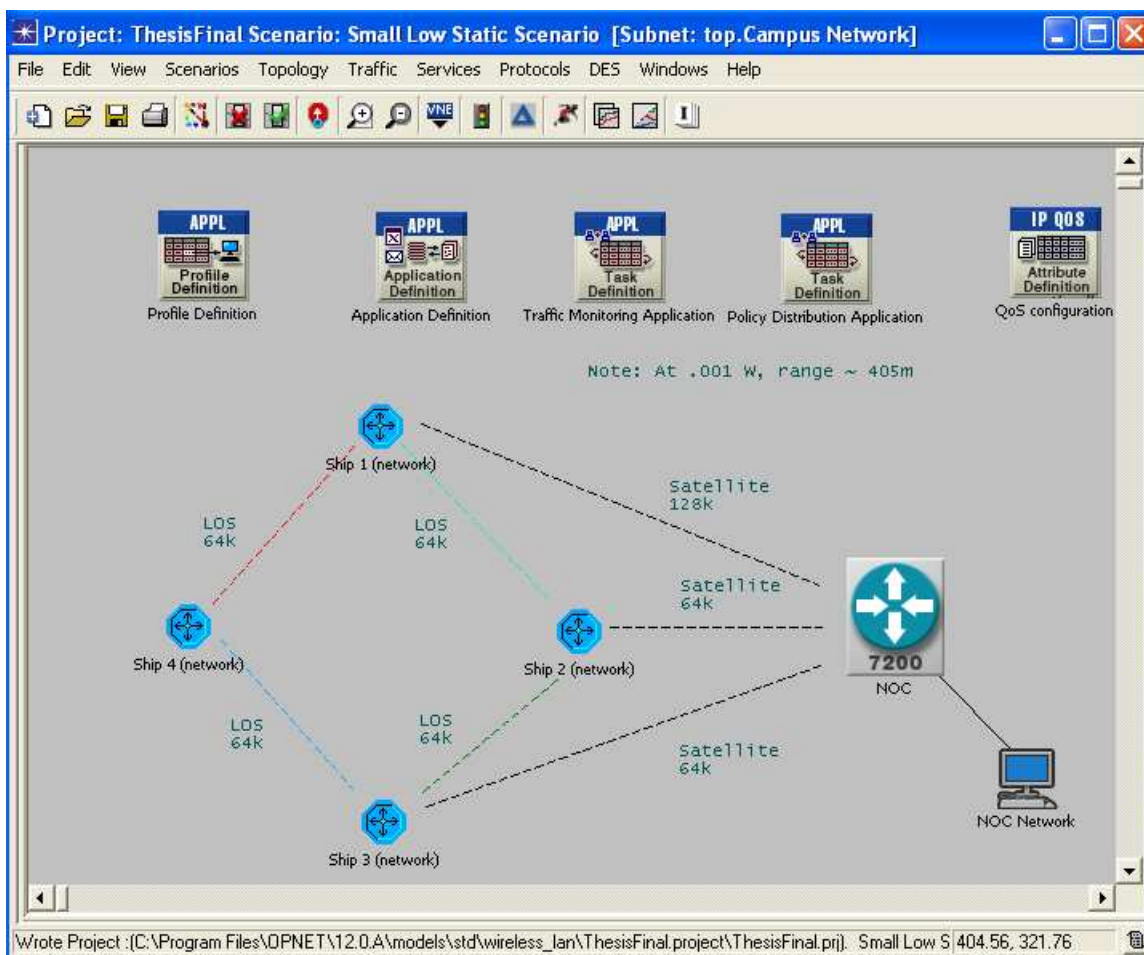 Project: ThesisFinal Scenario: Small Low Static Scenario [Subnet: top.Campus Network]
File Edit View Scenarios Topology Traffic Services Protocols DES Windows Help
VNE
APPL
Profiile
Definition
Profile Definition
APPL
Application
Definition
Application Definition
APPL
Task
Definition
Traffic Monitoring Application
APPL
Task
Definition
Policy Distribution Application
IP QOS
Attribute
Definition
QoS configuration
Note: At .001 W, range ~ 405m
Ship 1 (network)
Satellite
128k
LOS
64k
LOS
64k
Satellite
64k
Ship 4 (network)
Ship 2 (network)
7200
NOC
LOS
64k
LOS
64k
Satellite
64k
NOC Network
Ship 3 (network)
Wrote Project :(C:\Program Files\OPNET\12.0.A\models\std\wireless_lan\ThesisFinal.project\ThesisFinal.prj). Small Low S 404.56, 321.76